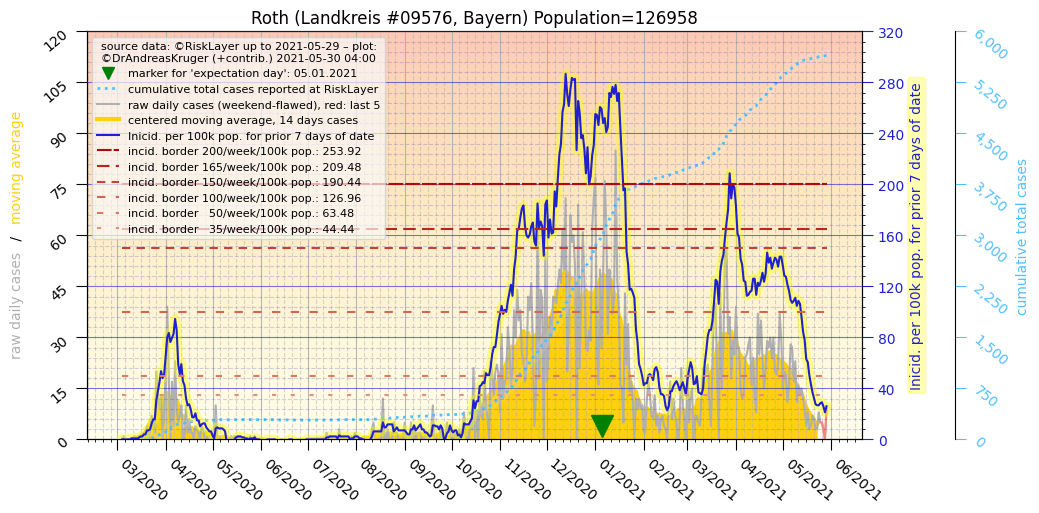 Roth (Landkreis #09576, Bayern) Population=126958
source data: ©RiskLayer up to 2021-05-29 – plot:
©DrAndreasKruger (+contrib.) 2021-05-30 04:00
marker for 'expectation day': 05.01.2021
cumulative total cases reported at RiskLayer
raw daily cases (weekend-flawed), red: last 5
centered moving average, 14 days cases
Inicid. per 100k pop. for prior 7 days of date
incid. border 200/week/100k pop.: 253.92
incid. border 165/week/100k pop.: 209.48
incid. border 150/week/100k pop.: 190.44
incid. border 100/week/100k pop.: 126.96
incid. border   50/week/100k pop.: 63.48
incid. border   35/week/100k pop.: 44.44
raw daily cases / moving average
120
105
90
75
60
45
30
15
0
03/2020
04/2020
05/2020
06/2020
07/2020
08/2020
09/2020
10/2020
11/2020
12/2020
01/2021
02/2021
03/2021
04/2021
05/2021
06/2021
320
280
240
200
160
120
80
40
0
Inicid. per 100k pop. for prior 7 days of date
6,000
5,250
4,500
3,750
3,000
2,250
1,500
750
0
cumulative total cases